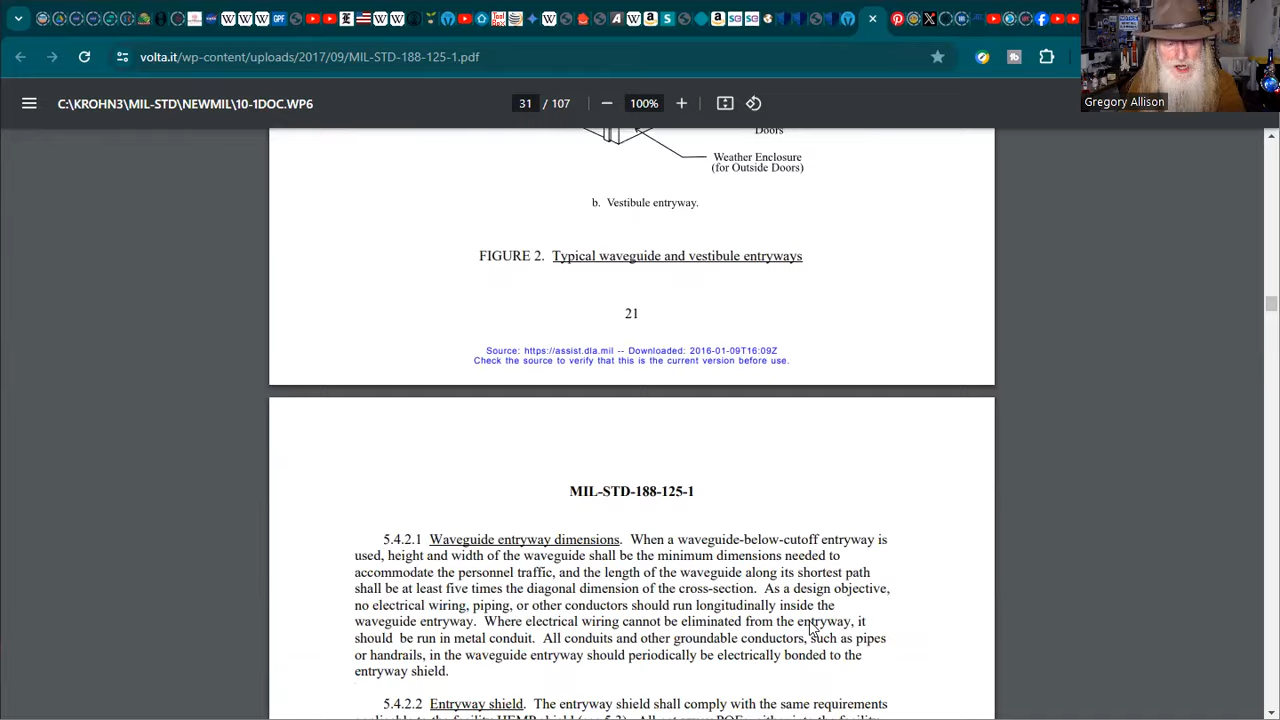 volta.it/wp-content/uploads/2017/09/MIL-STD-188-125-1.pdf
Gregory Allison
C:\KROHN3\MIL-STD\NEWMIL\10-1DOC.WP6
31 / 107
100%
Doors
Weather Enclosure
(for Outside Doors)
b. Vestibule entryway.
FIGURE 2. Typical waveguide and vestibule entryways
21
Source: https://assist.dla.mil -- Downloaded: 2016-01-09T16:09Z
Check the source to verify that this is the current version before use.
MIL-STD-188-125-1
5.4.2.1 Waveguide entryway dimensions. When a waveguide-below-cutoff entryway is
used, height and width of the waveguide shall be the minimum dimensions needed to
accommodate the personnel traffic, and the length of the waveguide along its shortest path
shall be at least five times the diagonal dimension of the cross-section. As a design objective,
no electrical wiring, piping, or other conductors should run longitudinally inside the
waveguide entryway. Where electrical wiring cannot be eliminated from the entryway, it
should be run in metal conduit. All conduits and other groundable conductors, such as pipes
or handrails, in the waveguide entryway should periodically be electrically bonded to the
entryway shield.
5.4.2.2 Entryway shield. The entryway shield shall comply with the same requirements